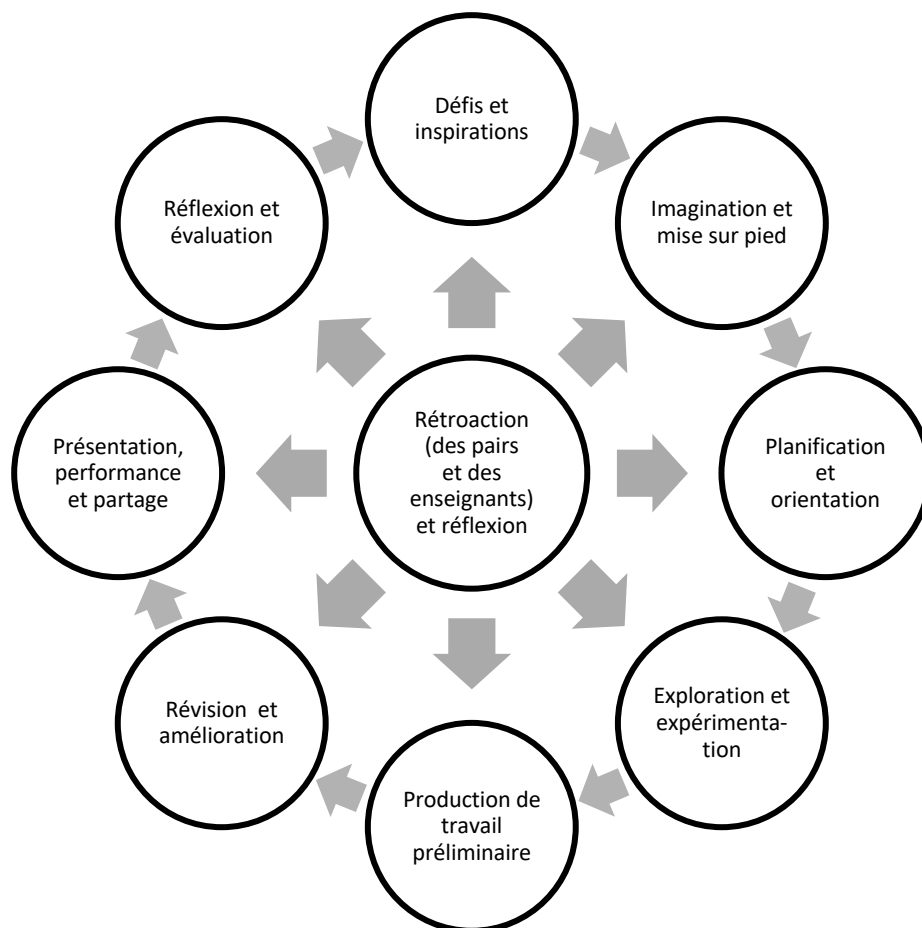 Défis et
inspirations
Imagination et
mise sur pied
Planification
et
orientation
Exploration et
expérimenta-
tion
Production de
travail
préliminaire
Révision  et
amélioration
Présentation,
performance
et partage
Réflexion et
évaluation
Rétroaction
(des pairs
et des
enseignants)
et réflexion